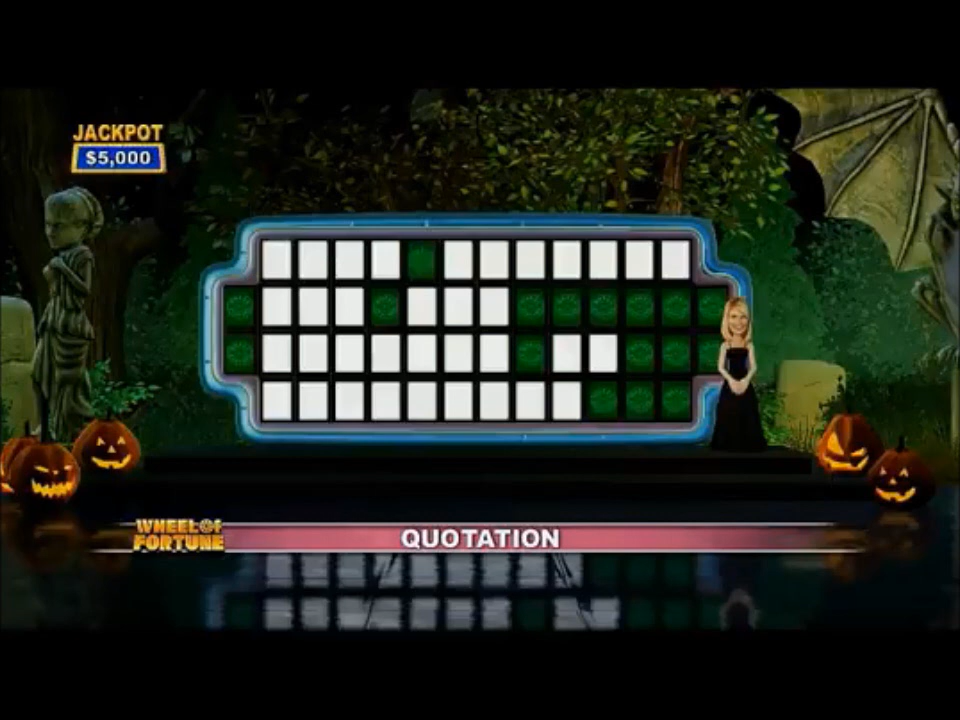 JACKPOT
$5,000
WHEEL OF
FORTUNE
QUOTATION